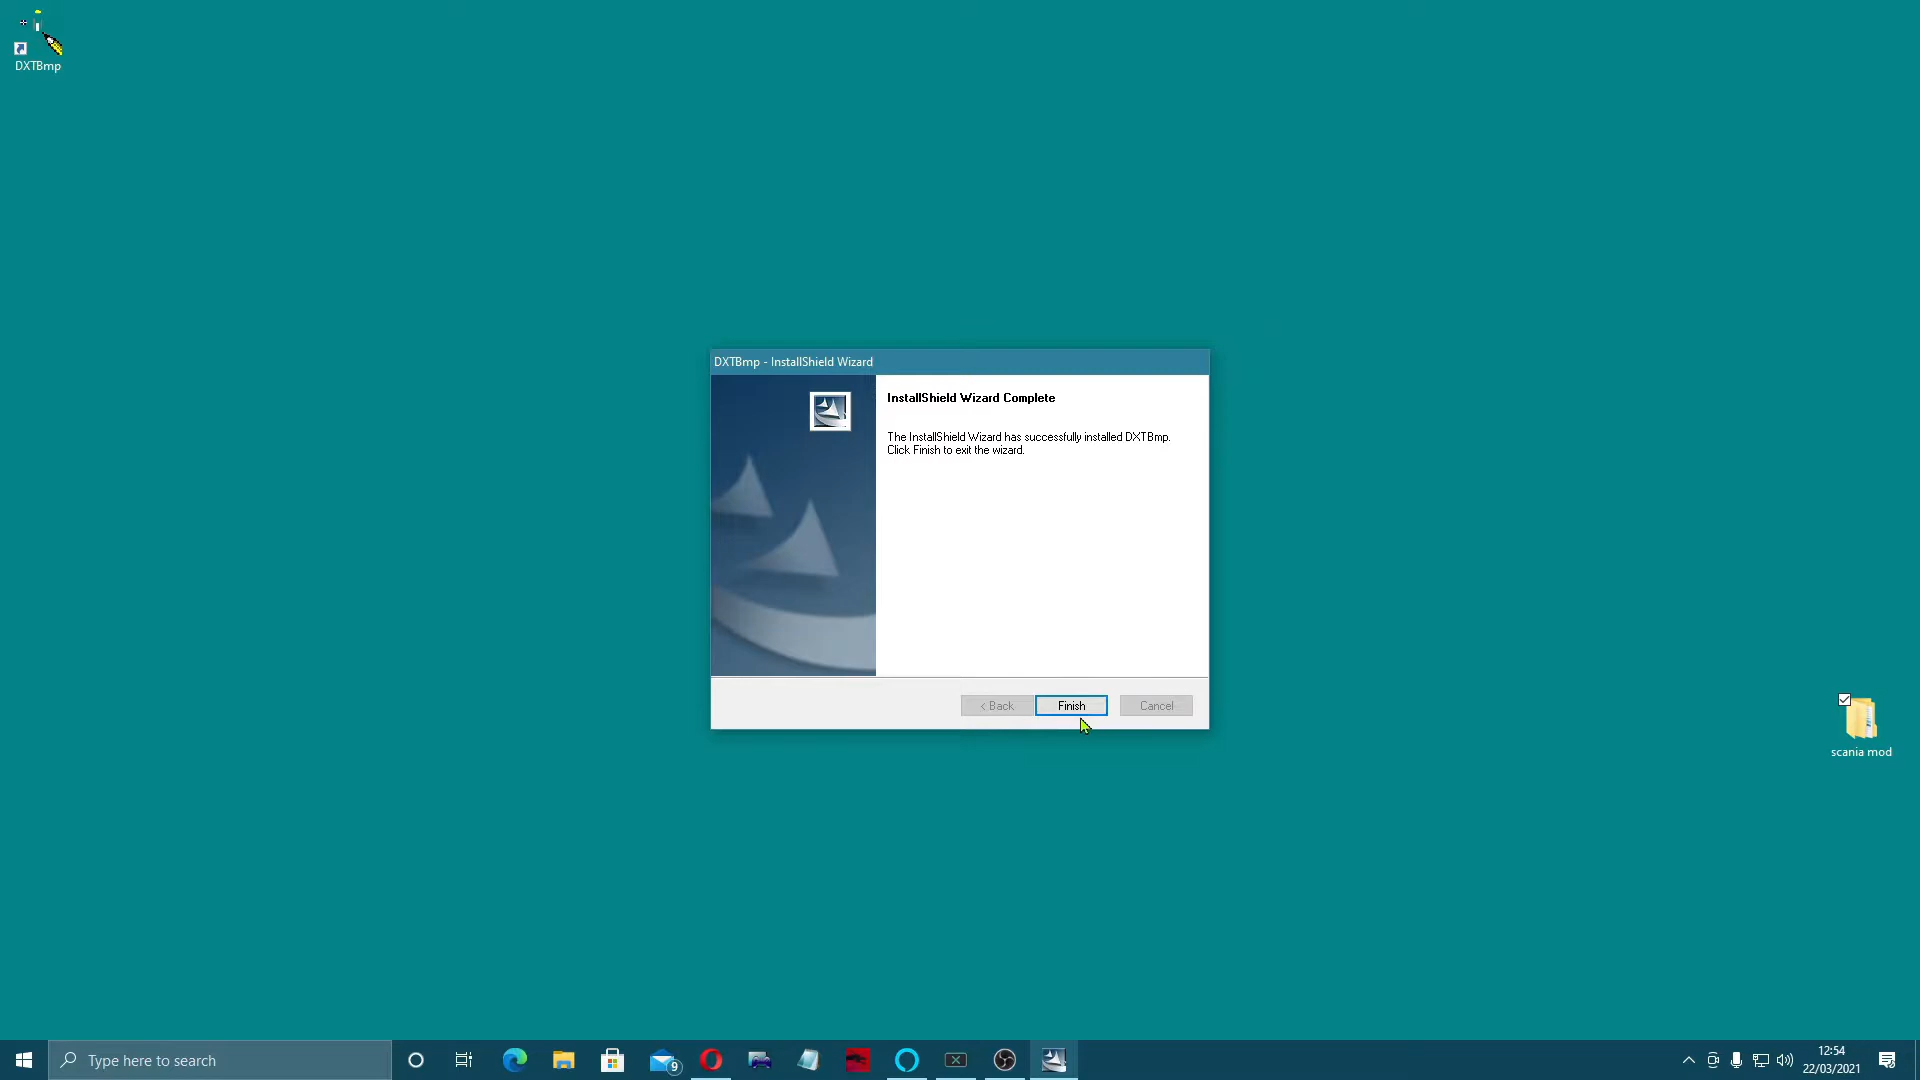 DXTBmp
DXTBmp - InstallShield Wizard
InstallShield Wizard Complete
The InstallShield Wizard has successfully installed DXTBmp.
Click Finish to exit the wizard.
< Back
Finish
Cancel
scania mod
Type here to search
9
12:54
22/03/2021